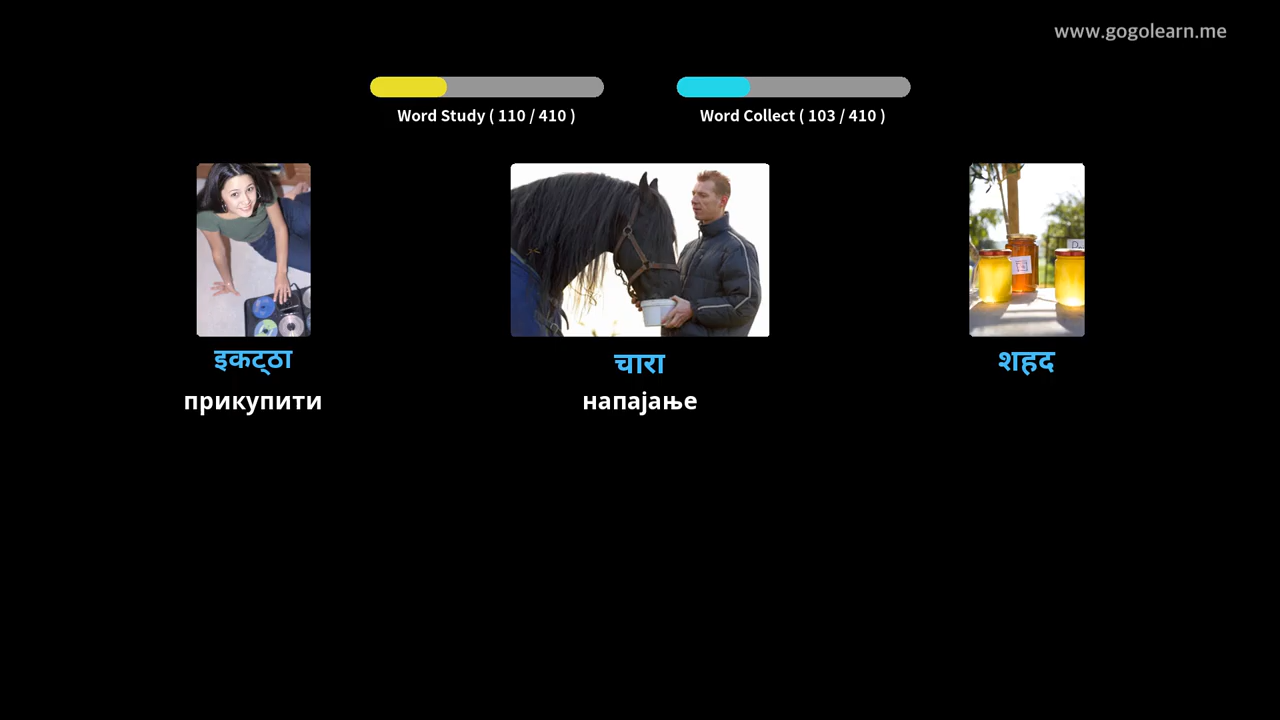 www.gogolearn.me
Word Study ( 110 / 410 )
Word Collect ( 103 / 410 )
इकट्ठा
चारा
शहद
прикупити
напајање